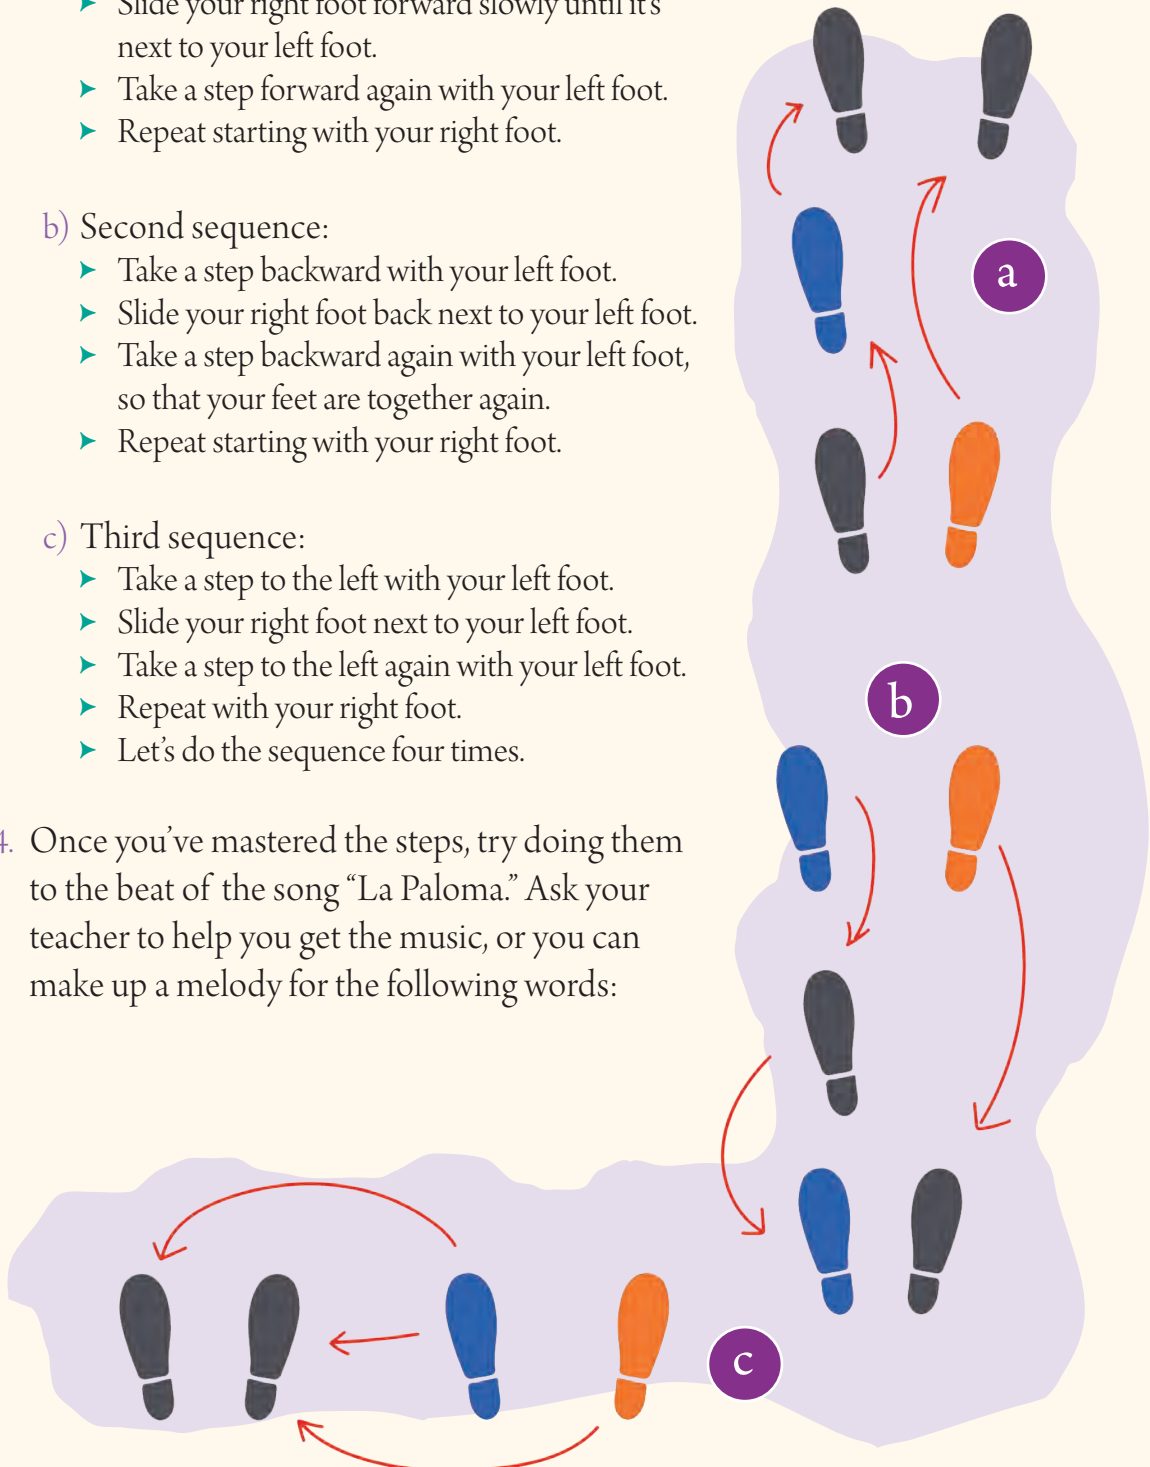 Slide your right foot forward slowly until it's
next to your left foot.
➤ Take a step forward again with your left foot.
➤ Repeat starting with your right foot.
b) Second sequence:
➤ Take a step backward with your left foot.
➤ Slide your right foot back next to your left foot.
➤ Take a step backward again with your left foot,
so that your feet are together again.
➤ Repeat starting with your right foot.
c) Third sequence:
➤ Take a step to the left with your left foot.
➤ Slide your right foot next to your left foot.
➤ Take a step to the left again with your left foot.
➤ Repeat with your right foot.
➤ Let's do the sequence four times.
4. Once you've mastered the steps, try doing them
to the beat of the song “La Paloma.” Ask your
teacher to help you get the music, or you can
make up a melody for the following words:
a
b
c